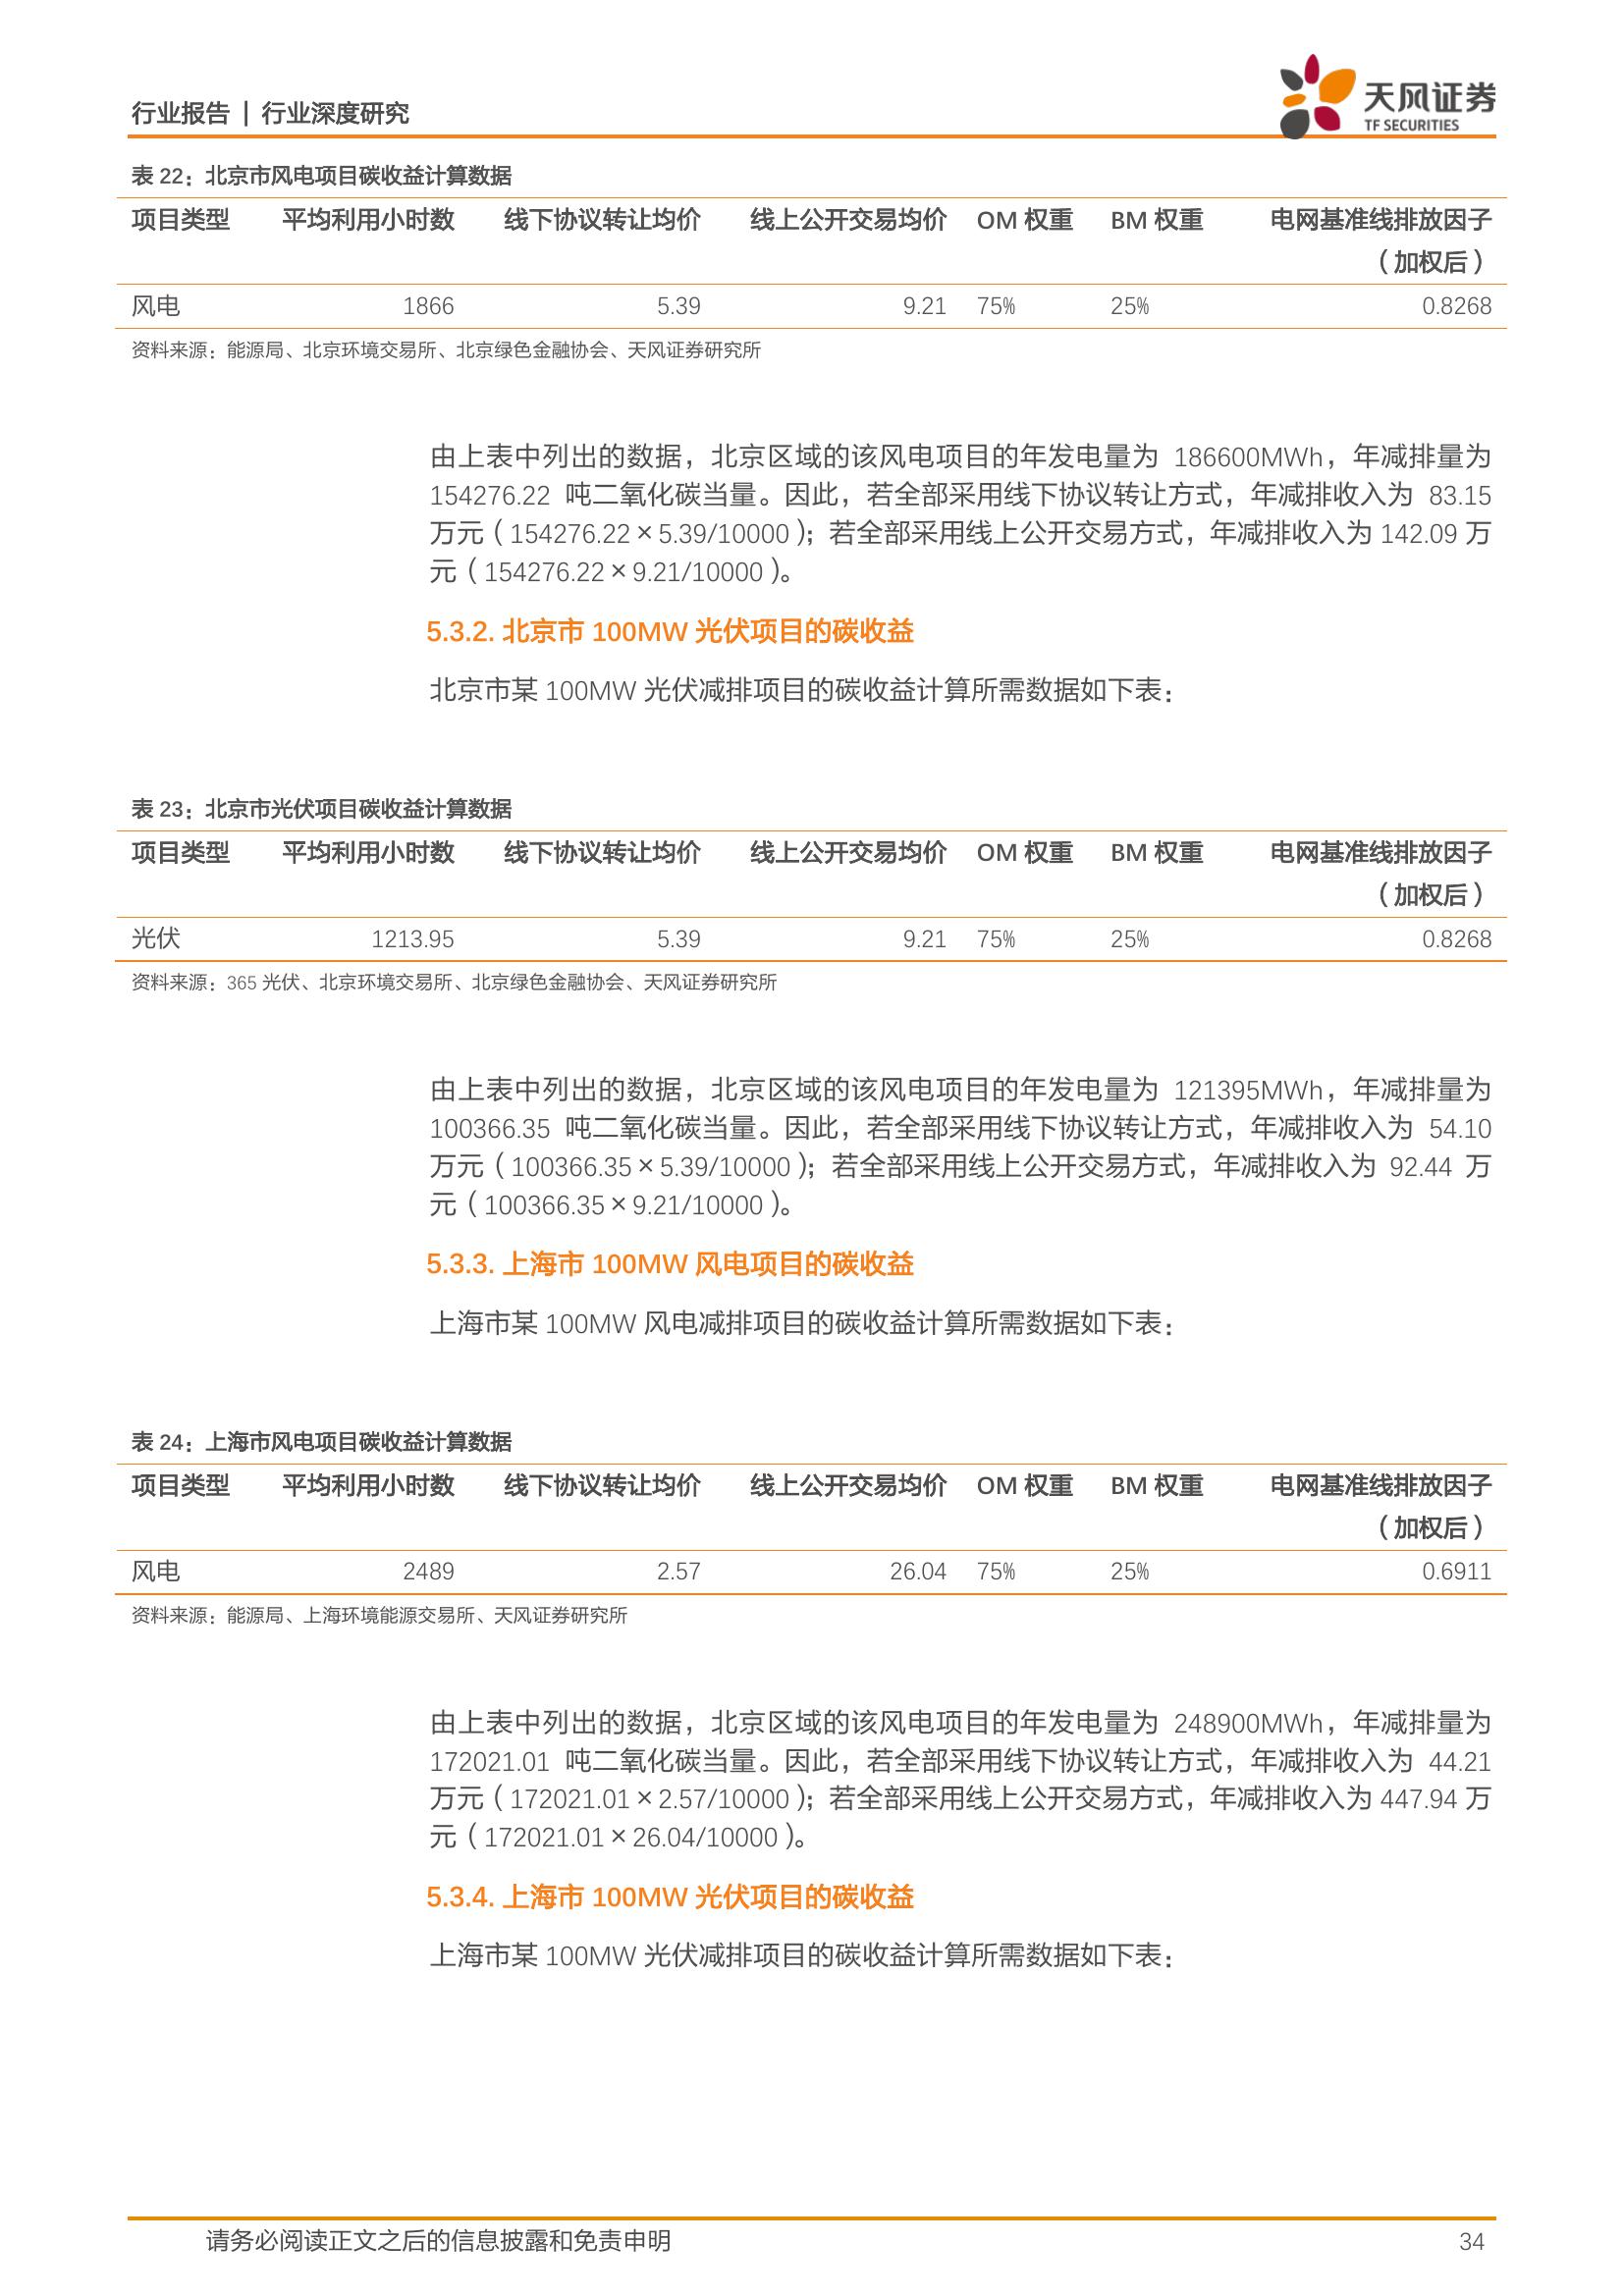 行业报告 | 行业深度研究
天风证券
TF SECURITIES
表 22：北京市风电项目碳收益计算数据
项目类型 平均利用小时数 线下协议转让均价 线上公开交易均价 OM 权重 BM 权重 电网基准线排放因子
（加权后）
风电 1866 5.39 9.21 75% 25% 0.8268
资料来源：能源局、北京环境交易所、北京绿色金融协会、天风证券研究所
由上表中列出的数据，北京区域的该风电项目的年发电量为 186600MWh，年减排量为
154276.22 吨二氧化碳当量。因此，若全部采用线下协议转让方式，年减排收入为 83.15
万元（154276.22×5.39/10000）；若全部采用线上公开交易方式，年减排收入为 142.09 万
元（154276.22×9.21/10000）。
5.3.2. 北京市 100MW 光伏项目的碳收益
北京市某 100MW 光伏减排项目的碳收益计算所需数据如下表：
表 23：北京市光伏项目碳收益计算数据
项目类型 平均利用小时数 线下协议转让均价 线上公开交易均价 OM 权重 BM 权重 电网基准线排放因子
（加权后）
光伏 1213.95 5.39 9.21 75% 25% 0.8268
资料来源：365 光伏、北京环境交易所、北京绿色金融协会、天风证券研究所
由上表中列出的数据，北京区域的该风电项目的年发电量为 121395MWh，年减排量为
100366.35 吨二氧化碳当量。因此，若全部采用线下协议转让方式，年减排收入为 54.10
万元（100366.35×5.39/10000）；若全部采用线上公开交易方式，年减排收入为 92.44 万
元（100366.35×9.21/10000）。
5.3.3. 上海市 100MW 风电项目的碳收益
上海市某 100MW 风电减排项目的碳收益计算所需数据如下表：
表 24：上海市风电项目碳收益计算数据
项目类型 平均利用小时数 线下协议转让均价 线上公开交易均价 OM 权重 BM 权重 电网基准线排放因子
（加权后）
风电 2489 2.57 26.04 75% 25% 0.6911
资料来源：能源局、上海环境能源交易所、天风证券研究所
由上表中列出的数据，北京区域的该风电项目的年发电量为 248900MWh，年减排量为
172021.01 吨二氧化碳当量。因此，若全部采用线下协议转让方式，年减排收入为 44.21
万元（172021.01×2.57/10000）；若全部采用线上公开交易方式，年减排收入为 447.94 万
元（172021.01×26.04/10000）。
5.3.4. 上海市 100MW 光伏项目的碳收益
上海市某 100MW 光伏减排项目的碳收益计算所需数据如下表：
请务必阅读正文之后的信息披露和免责申明 34